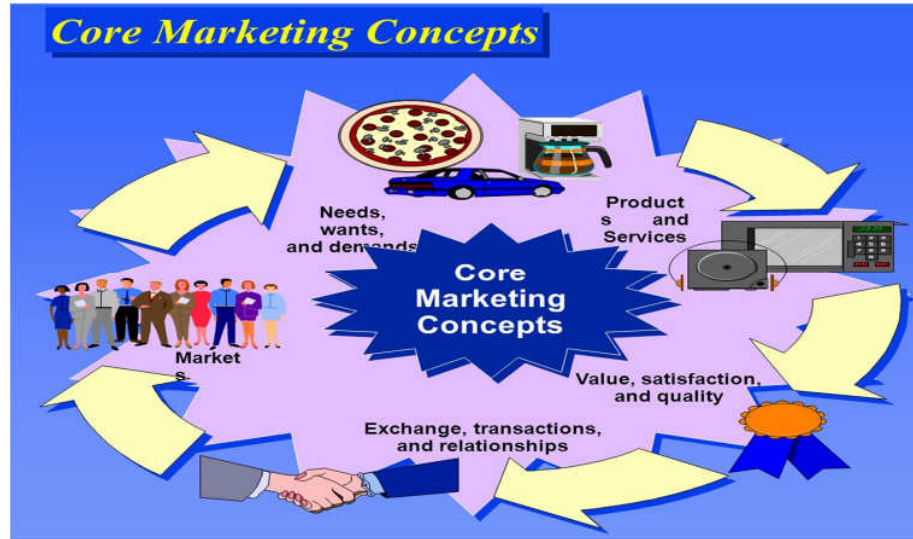 Core Marketing Concepts
Needs,
wants,
and demands
Product
s and
Services
Core
Marketing
Concepts
Market
s
Value, satisfaction,
and quality
Exchange, transactions,
and relationships